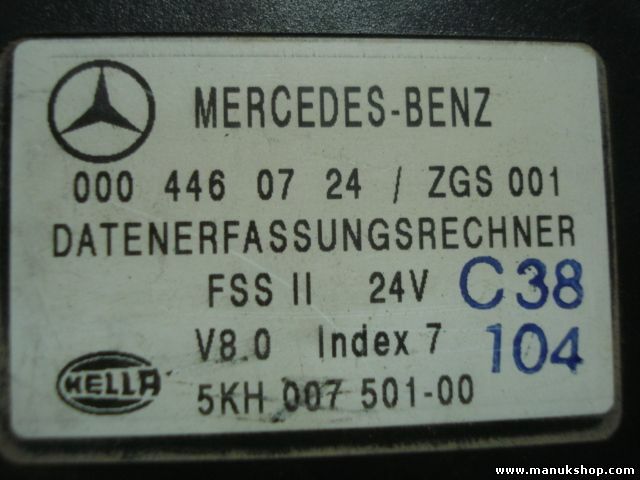 MERCEDES-BENZ
000 446 07 24 / ZGS 001
DATENERFASSUNGSRECHNER
FSS II 24V C38
V8.0 Index 7 104
HELLA 5KH 007 501-00
www.manukshop.com